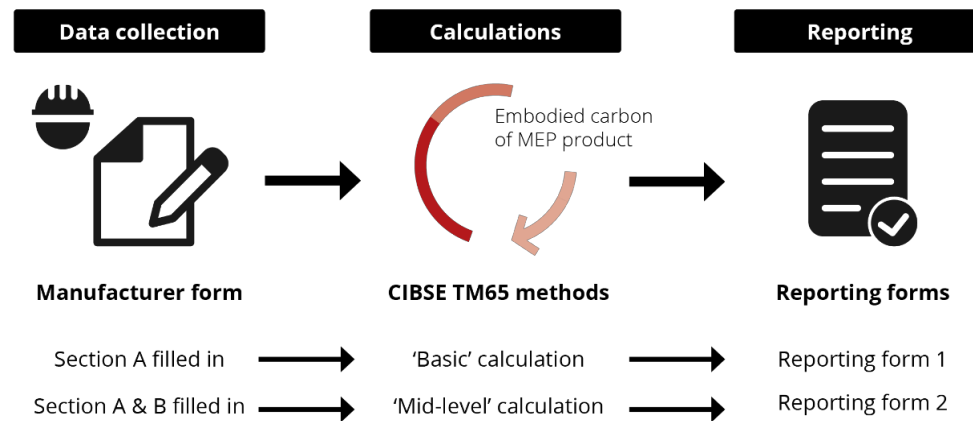 Data collection
Calculations
Reporting
Embodied carbon
of MEP product
Manufacturer form
CIBSE TM65 methods
Reporting forms
Section A filled in
‘Basic’ calculation
Reporting form 1
Section A & B filled in
‘Mid-level’ calculation
Reporting form 2